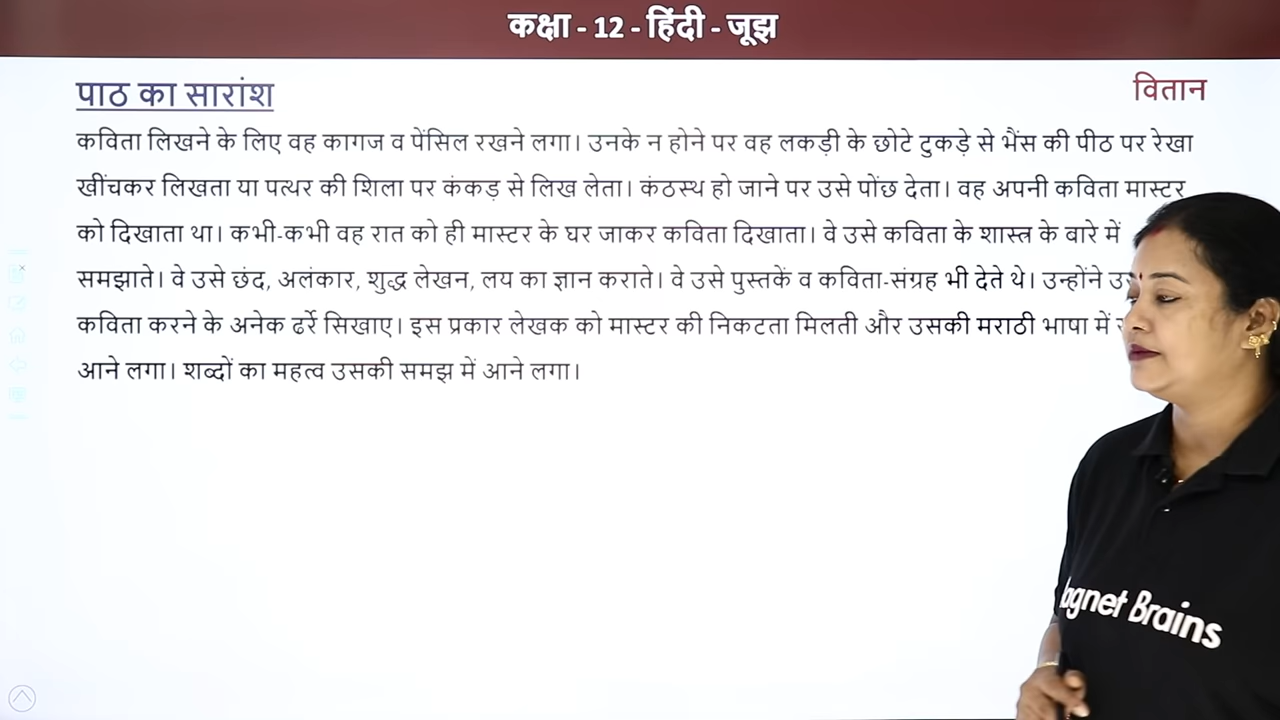 कक्षा - 12 - हिंदी - जूझ
पाठ का सारांश
वितान
कविता लिखने के लिए वह कागज व पेंसिल रखने लगा। उनके न होने पर वह लकड़ी के छोटे टुकड़े से भैंस की पीठ पर रेखा
खींचकर लिखता या पत्थर की शिला पर कंकड़ से लिख लेता। कंठस्थ हो जाने पर उसे पोंछ देता। वह अपनी कविता मास्टर
को दिखाता था। कभी-कभी वह रात को ही मास्टर के घर जाकर कविता दिखाता। वे उसे कविता के शास्त्र के बारे में
समझाते। वे उसे छंद, अलंकार, शुद्ध लेखन, लय का ज्ञान कराते। वे उसे पुस्तकें व कविता-संग्रह भी देते थे। उन्होंने
कविता करने के अनेक ढर्रे सिखाए। इस प्रकार लेखक को मास्टर की निकटता मिलती और उसकी मराठी भाषा में
आने लगा। शब्दों का महत्व उसकी समझ में आने लगा।
agnet Brains